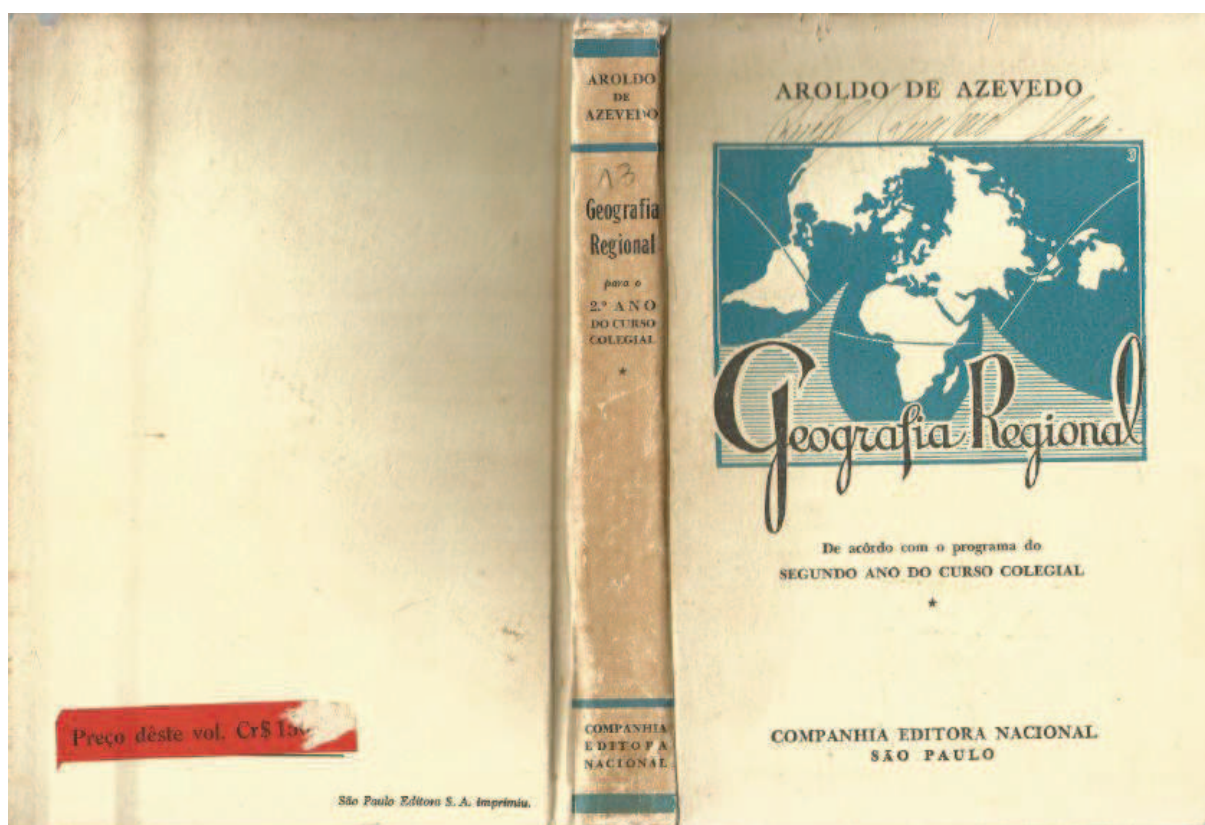 Preço dêste vol. Cr$
São Paulo Editora S. A. imprimiu.
AROLDO
DE
AZEVEDO
13
Geografia
Regional
para o
2.º ANO
DO CURSO
COLEGIAL
*
COMPANHIA
EDITORA
NACIONAL
AROLDO DE AZEVEDO
3
Geografia Regional
De acôrdo com o programa do
SEGUNDO ANO DO CURSO COLEGIAL
*
COMPANHIA EDITORA NACIONAL
SÃO PAULO